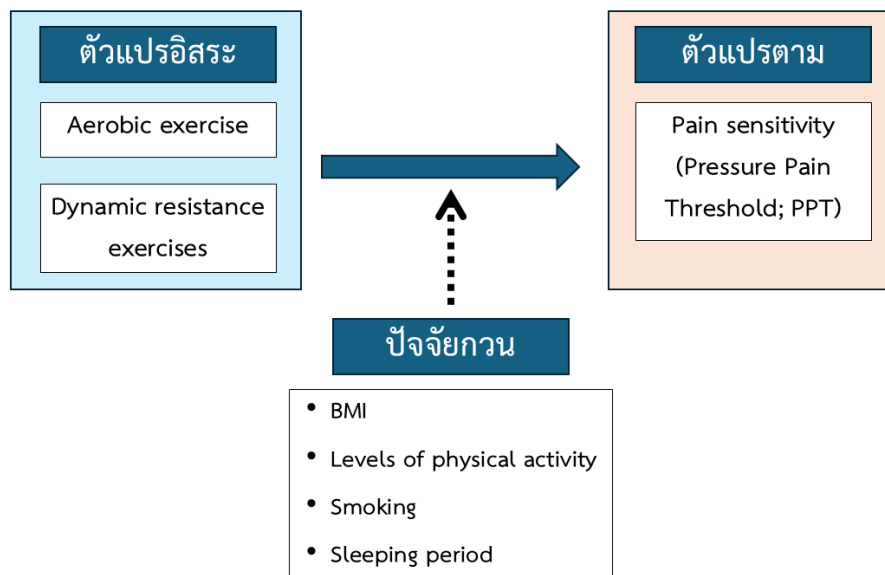 ตัวแปรอิสระ
Aerobic exercise
Dynamic resistance
exercises
ตัวแปรตาม
Pain sensitivity
(Pressure Pain
Threshold; PPT)
ปัจจัยกวน
• BMI
• Levels of physical activity
• Smoking
• Sleeping period